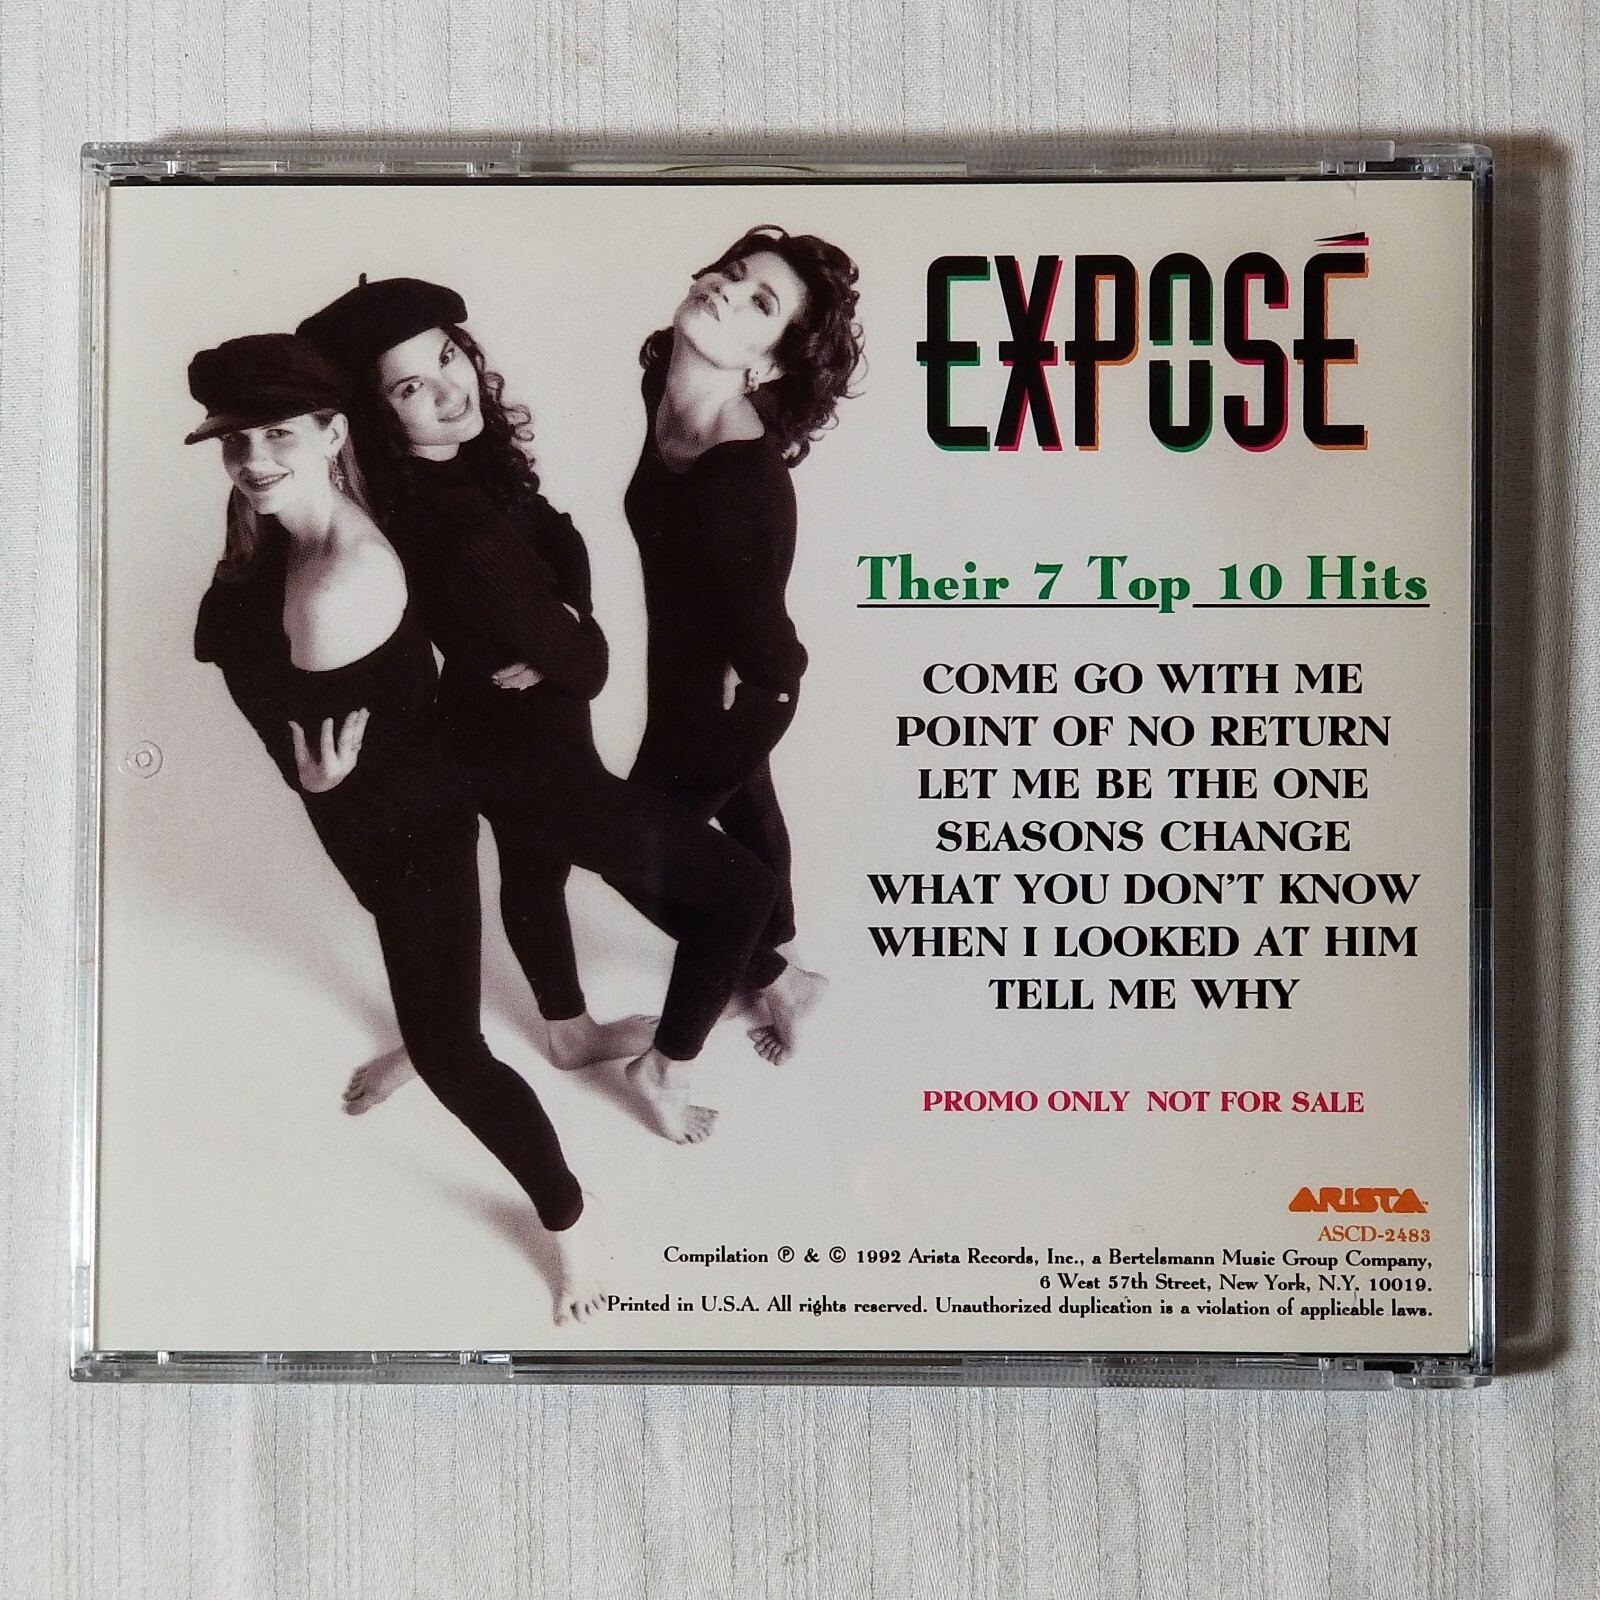 EXPOSÉ
Their 7 Top 10 Hits
COME GO WITH ME
POINT OF NO RETURN
LET ME BE THE ONE
SEASONS CHANGE
WHAT YOU DON'T KNOW
WHEN I LOOKED AT HIM
TELL ME WHY
PROMO ONLY NOT FOR SALE
ARISTA™
ASCD-2483
Compilation ℗ & © 1992 Arista Records, Inc., a Bertelsmann Music Group Company,
6 West 57th Street, New York, N.Y. 10019.
Printed in U.S.A. All rights reserved. Unauthorized duplication is a violation of applicable laws.